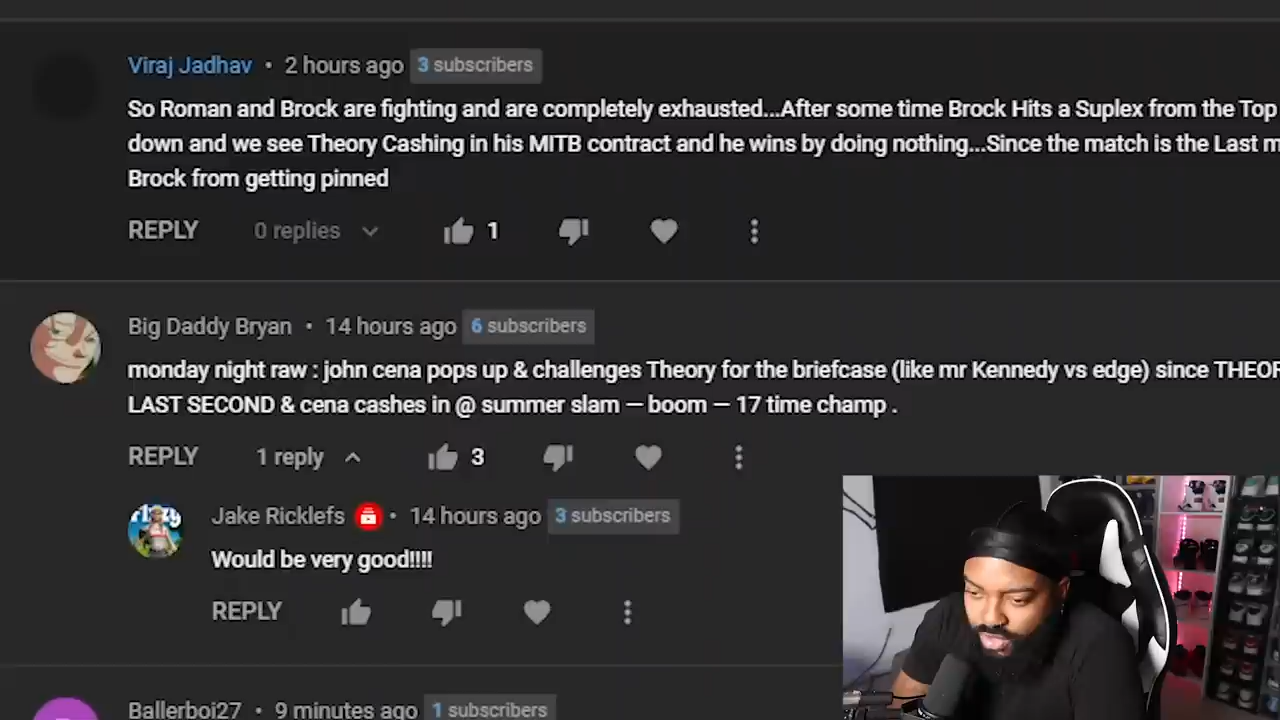 Viraj Jadhav • 2 hours ago 3 subscribers
So Roman and Brock are fighting and are completely exhausted...After some time Brock Hits a Suplex from the Top
down and we see Theory Cashing in his MITB contract and he wins by doing nothing...Since the match is the Last m
Brock from getting pinned
REPLY 0 replies 1
Big Daddy Bryan • 14 hours ago 6 subscribers
monday night raw : john cena pops up & challenges Theory for the briefcase (like mr Kennedy vs edge) since THEOR
LAST SECOND & cena cashes in @ summer slam — boom — 17 time champ .
REPLY 1 reply 3
Jake Ricklefs • 14 hours ago 3 subscribers
Would be very good!!!!
REPLY
Ballerboi27 • 9 minutes ago 1 subscribers